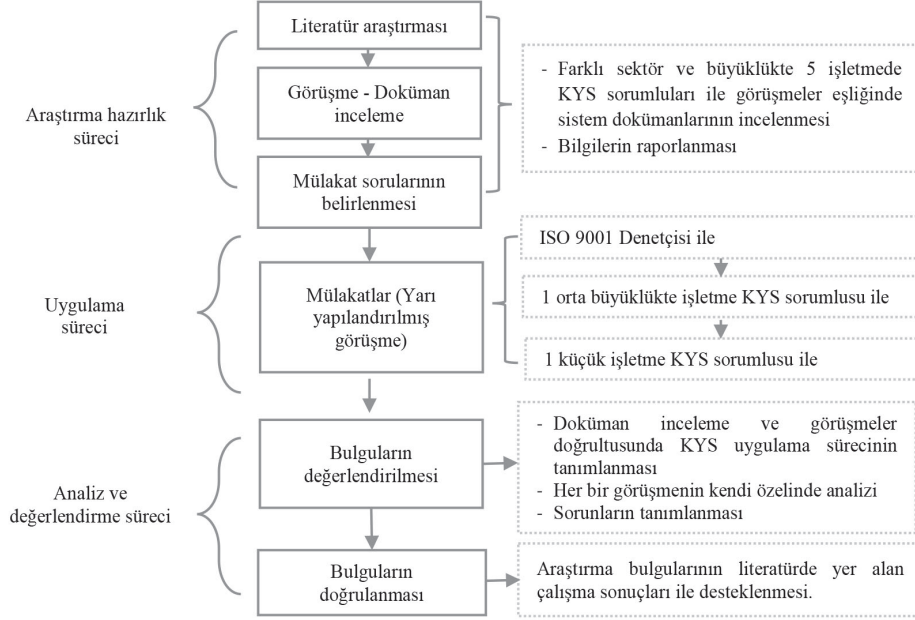 Araştırma hazırlık
süreci
Literatür araştırması
Görüşme - Doküman
inceleme
Mülakat sorularının
belirlenmesi
- Farklı sektör ve büyüklükte 5 işletmede
KYS sorumluları ile görüşmeler eşliğinde
sistem dokümanlarının incelenmesi
- Bilgilerin raporlanması
Uygulama
süreci
Mülakatlar (Yarı
yapılandırılmış
görüşme)
ISO 9001 Denetçisi ile
1 orta büyüklükte işletme KYS sorumlusu ile
1 küçük işletme KYS sorumlusu ile
Analiz ve
değerlendirme süreci
Bulguların
değerlendirilmesi
- Doküman inceleme ve görüşmeler
doğrultusunda KYS uygulama sürecinin
tanımlanması
- Her bir görüşmenin kendi özelinde analizi
- Sorunların tanımlanması
Bulguların
doğrulanması
Araştırma bulgularının literatürde yer alan
çalışma sonuçları ile desteklenmesi.